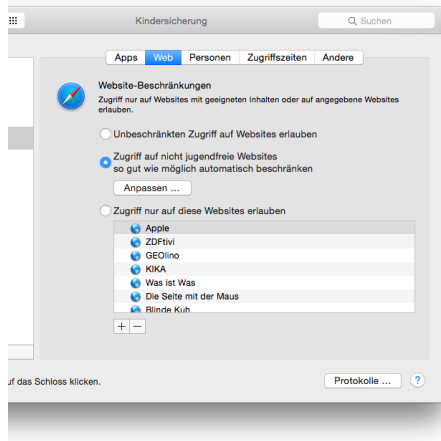 Kindersicherung
Suchen
Apps Web Personen Zugriffszeiten Andere
Website-Beschränkungen
Zugriff nur auf Websites mit geeigneten Inhalten oder auf angegebene Websites
erlauben.
Unbeschränkten Zugriff auf Websites erlauben
Zugriff auf nicht jugendfreie Websites
so gut wie möglich automatisch beschränken
Anpassen ...
Zugriff nur auf diese Websites erlauben
Apple
ZDFtivi
GEOlino
KIKA
Was ist Was
Die Seite mit der Maus
Blinde Kuh
+ −
uf das Schloss klicken.
Protokolle ... ?